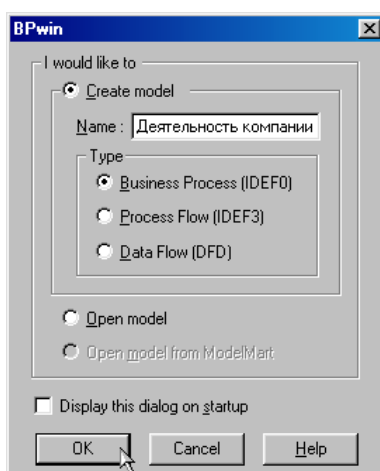 BPwin
I would like to
Create model
Name : Деятельность компании
Type
Business Process (IDEF0)
Process Flow (IDEF3)
Data Flow (DFD)
Open model
Open model from ModelMart
Display this dialog on startup
OK Cancel Help